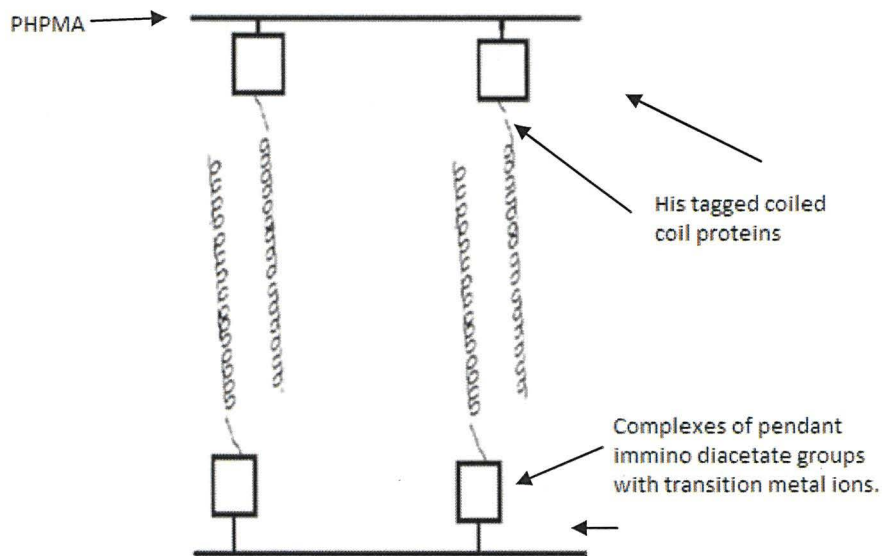 PHPMA
His tagged coiled
coil proteins
Complexes of pendant
immino diacetate groups
with transition metal ions.